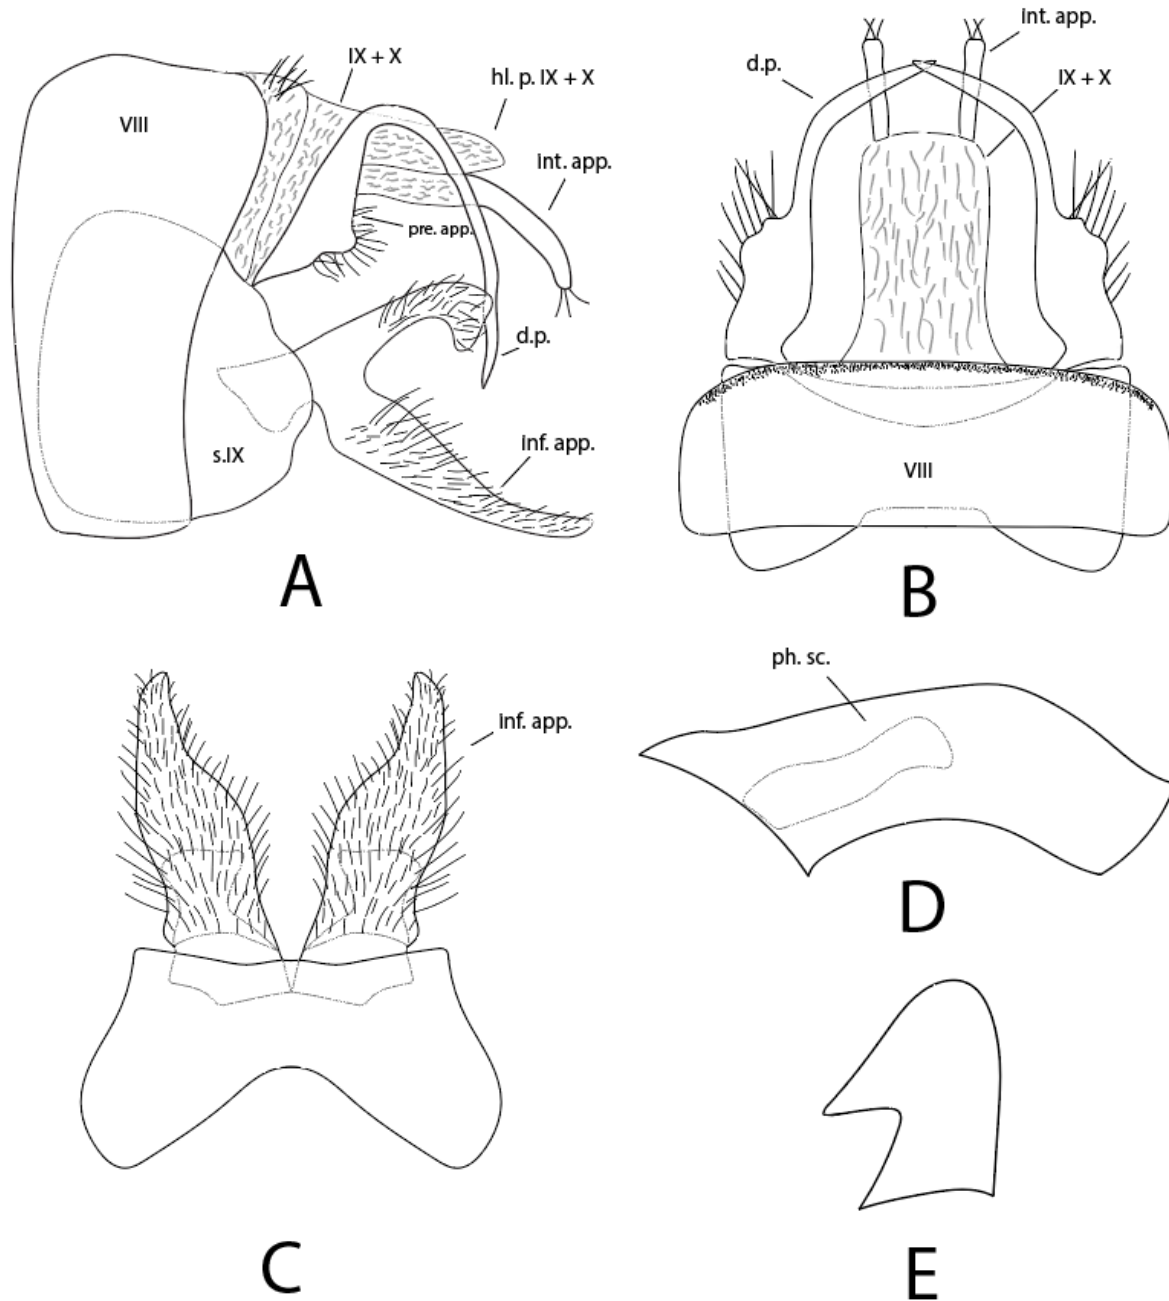 IX + X
hl. p. IX + X
VIII
int. app.
pre. app.
d.p.
s.IX
inf. app.
A
int. app.
d.p.
IX + X
VIII
B
inf. app.
C
ph. sc.
D
E